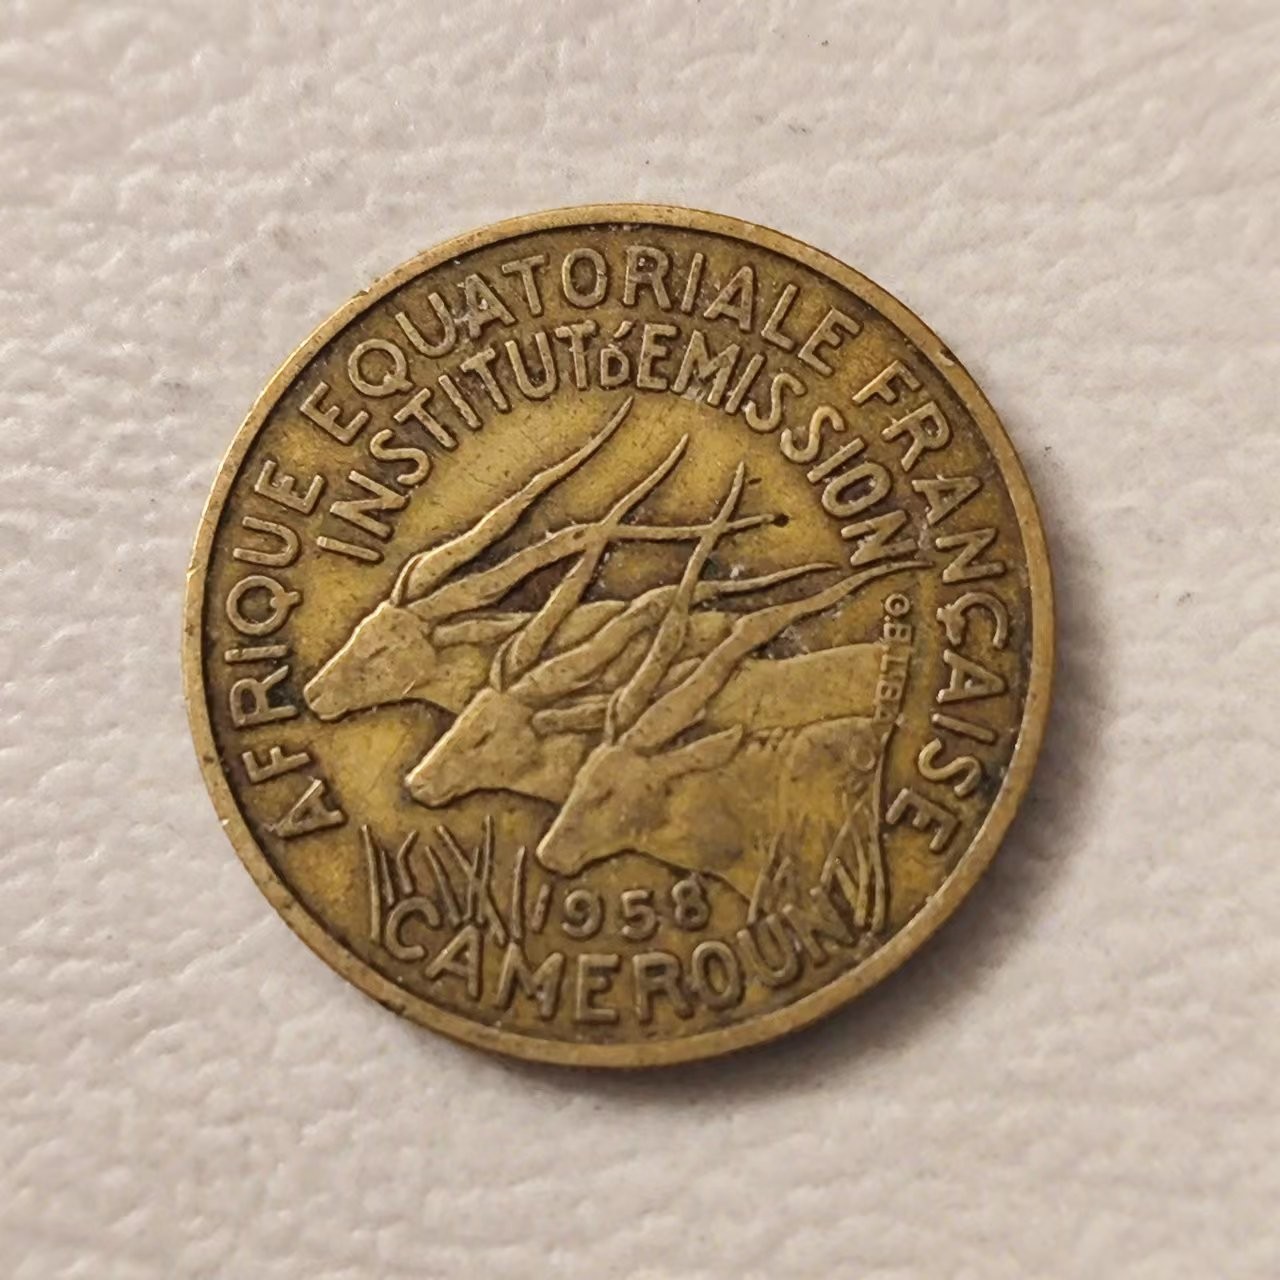 AFRIQUE EQUATORIALE FRANÇAISE
INSTITUT D'EMISSION
1958
CAMEROUN